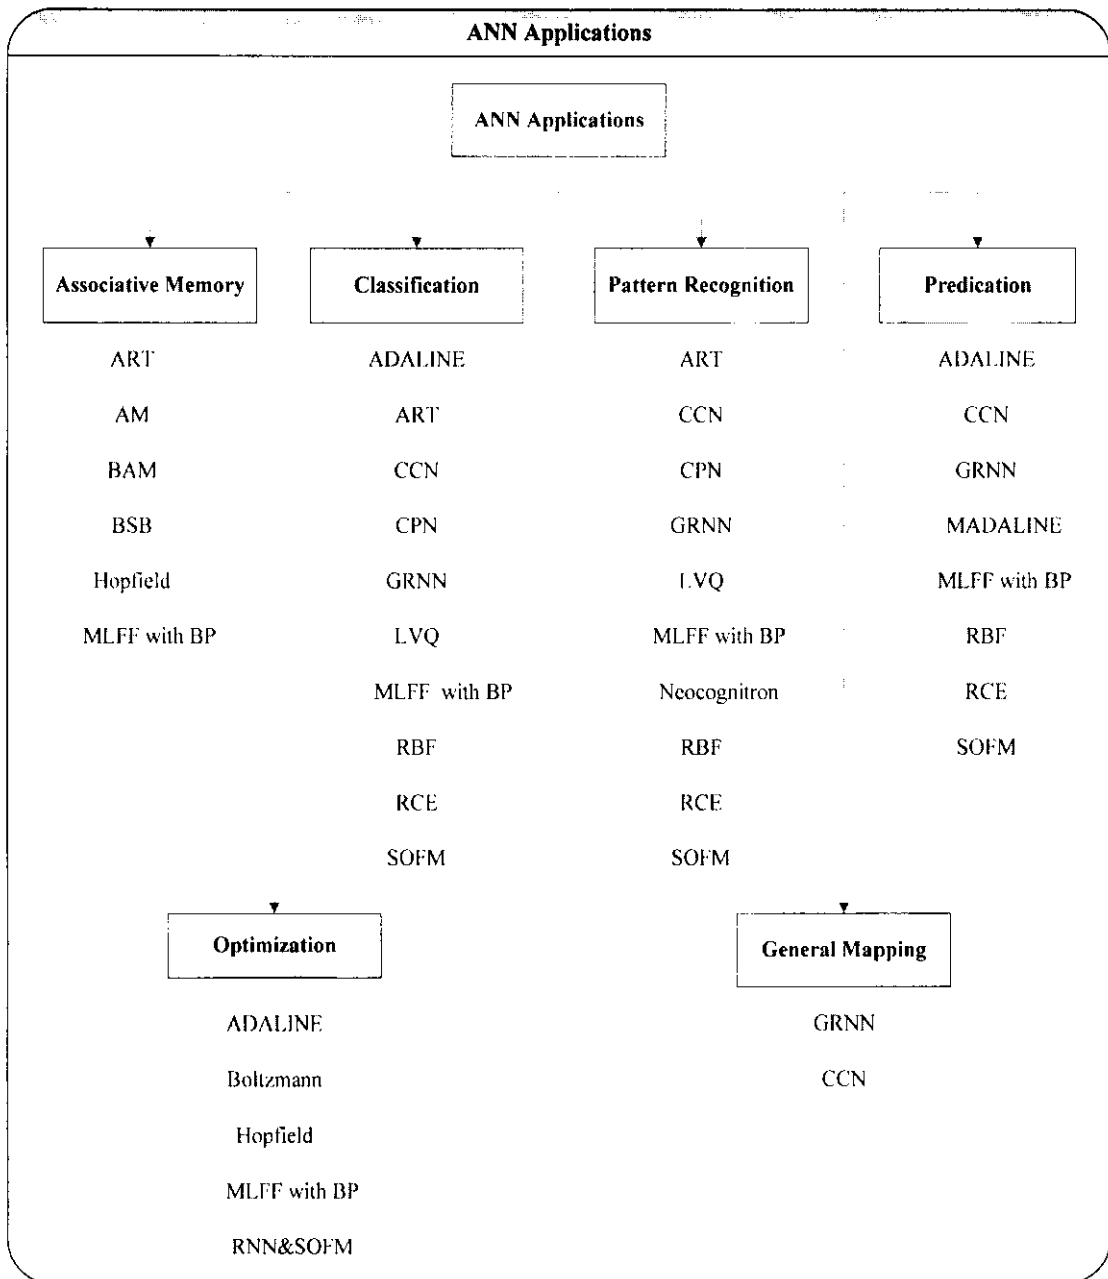 ANN Applications
ANN Applications
Associative Memory
ART
AM
BAM
BSB
Hopfield
MLFF with BP
Classification
ADALINE
ART
CCN
CPN
GRNN
LVQ
MLFF with BP
RBF
RCE
SOFM
Pattern Recognition
ART
CCN
CPN
GRNN
LVQ
MLFF with BP
Neocognitron
RBF
RCE
SOFM
Predication
ADALINE
CCN
GRNN
MADALINE
MLFF with BP
RBF
RCE
SOFM
Optimization
ADALINE
Boltzmann
Hopfield
MLFF with BP
RNN&SOFM
General Mapping
GRNN
CCN